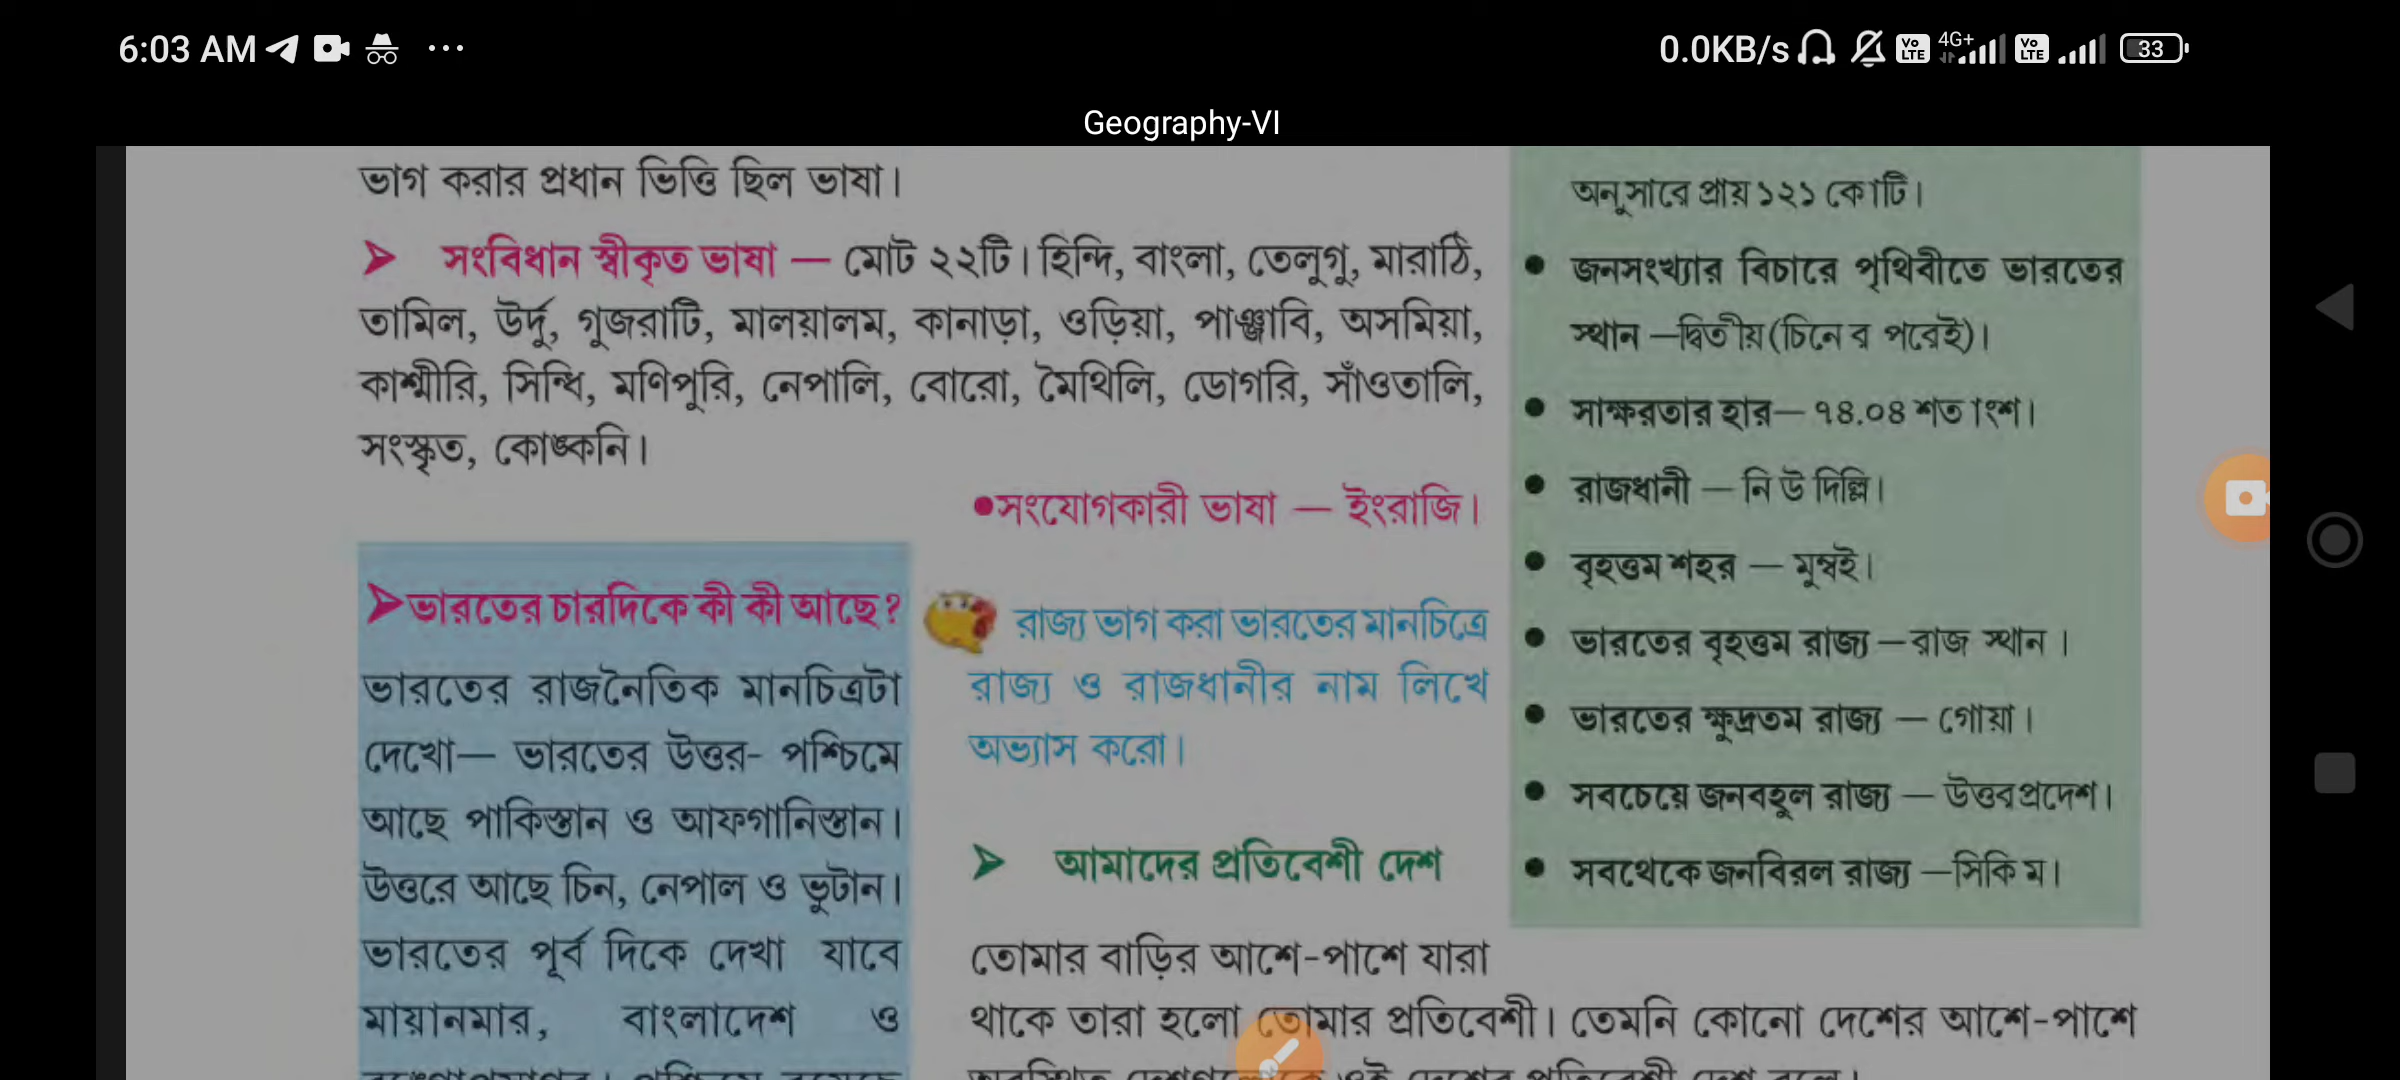 6:03 AM
0.0KB/s 4G+ 33
Geography-VI
ভাগ করার প্রধান ভিত্তি ছিল ভাষা।
➤ সংবিধান স্বীকৃত ভাষা — মোট ২২টি। হিন্দি, বাংলা, তেলুগু, মারাঠি,
তামিল, উর্দু, গুজরাটি, মালয়ালম, কানাড়া, ওড়িয়া, পাঞ্জাবি, অসমিয়া,
কাশ্মীরি, সিন্ধি, মণিপুরি, নেপালি, বোরো, মৈথিলি, ডোগরি, সাঁওতালি,
সংস্কৃত, কোঙ্কনি।
●সংযোগকারী ভাষা — ইংরাজি।
➤ভারতের চারদিকে কী কী আছে?
ভারতের রাজনৈতিক মানচিত্রটা
দেখো— ভারতের উত্তর- পশ্চিমে
আছে পাকিস্তান ও আফগানিস্তান।
উত্তরে আছে চিন, নেপাল ও ভুটান।
ভারতের পূর্ব দিকে দেখা যাবে
মায়ানমার, বাংলাদেশ ও
রাজ্য ভাগ করা ভারতের মানচিত্রে
রাজ্য ও রাজধানীর নাম লিখে
অভ্যাস করো।
➤ আমাদের প্রতিবেশী দেশ
তোমার বাড়ির আশে-পাশে যারা
থাকে তারা হলো তোমার প্রতিবেশী। তেমনি কোনো দেশের আশে-পাশে
অনুসারে প্রায় ১২১ কোটি।
● জনসংখ্যার বিচারে পৃথিবীতে ভারতের
স্থান —দ্বিতীয় (চিনের পরেই)।
● সাক্ষরতার হার— ৭৪.০৪ শতাংশ।
● রাজধানী — নিউ দিল্লি।
● বৃহত্তম শহর — মুম্বই।
● ভারতের বৃহত্তম রাজ্য —রাজস্থান।
● ভারতের ক্ষুদ্রতম রাজ্য — গোয়া।
● সবচেয়ে জনবহুল রাজ্য — উত্তরপ্রদেশ।
● সবথেকে জনবিরল রাজ্য —সিকিম।